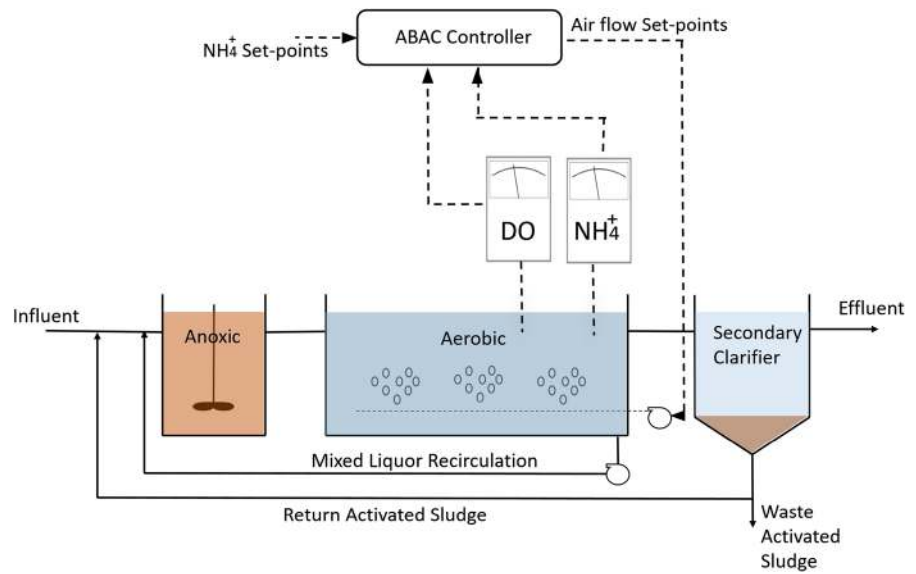 ABAC Controller
Air flow Set-points
NH4+ Set-points
DO
NH4+
Influent
Anoxic
Aerobic
Secondary
Clarifier
Effluent
Mixed Liquor Recirculation
Return Activated Sludge
Waste
Activated
Sludge